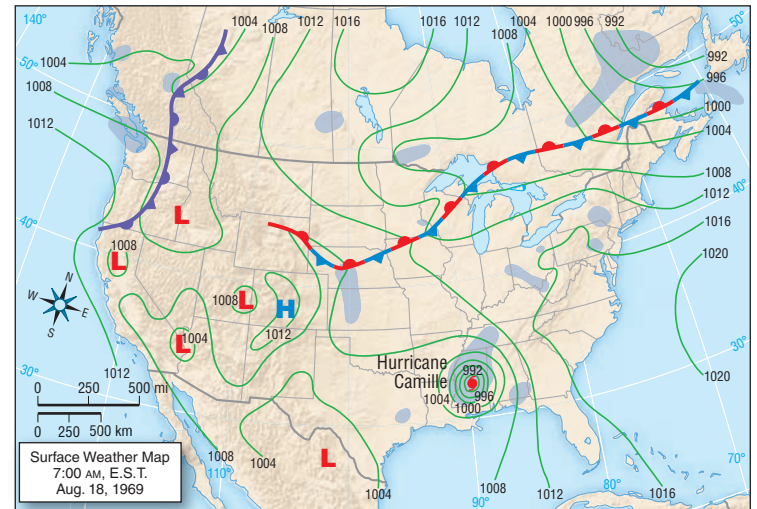 140° 1004 1008 1012 1016 1016 1012 1004 1000 996 992 50°
1008
992
1004
50°
996
1008
1000
1012
1004
1008
1012
40°
1016
40°
L
1008
L
1020
N
W E
S
1008 L
H
1012
L 1004
Hurricane
Camille
992
996
1004
1000
30°
1012
30°
1020
0 250 500 mi
0 250 500 km
Surface Weather Map
7:00 AM, E.S.T.
Aug. 18, 1969
1008
110°
1004
L
1004
90°
1008
1012
80°
1016
70°